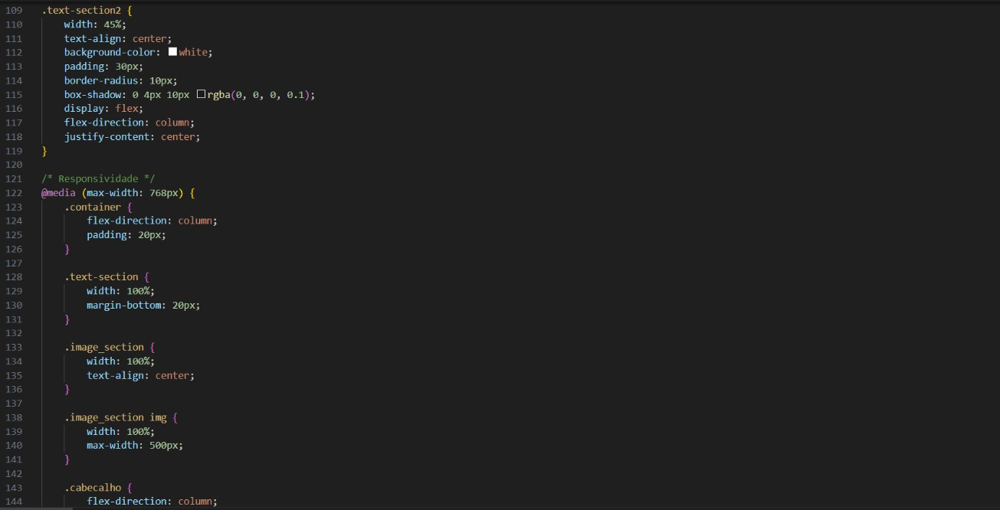 109 .text-section2 {
110     width: 45%;
111     text-align: center;
112     background-color: white;
113     padding: 30px;
114     border-radius: 10px;
115     box-shadow: 0 4px 10px rgba(0, 0, 0, 0.1);
116     display: flex;
117     flex-direction: column;
118     justify-content: center;
119 }
120
121 /* Responsividade */
122 @media (max-width: 768px) {
123     .container {
124         flex-direction: column;
125         padding: 20px;
126     }
127
128     .text-section {
129         width: 100%;
130         margin-bottom: 20px;
131     }
132
133     .image_section {
134         width: 100%;
135         text-align: center;
136     }
137
138     .image_section img {
139         width: 100%;
140         max-width: 500px;
141     }
142
143     .cabecalho {
144         flex-direction: column;